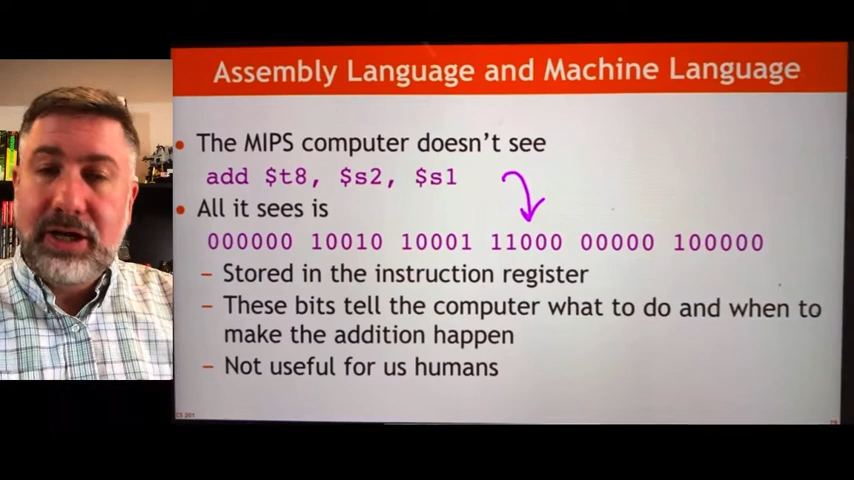 Assembly Language and Machine Language
• The MIPS computer doesn't see
add $t8, $s2, $s1
• All it sees is
000000 10010 10001 11000 00000 100000
– Stored in the instruction register
– These bits tell the computer what to do and when to
make the addition happen
– Not useful for us humans
CS 201